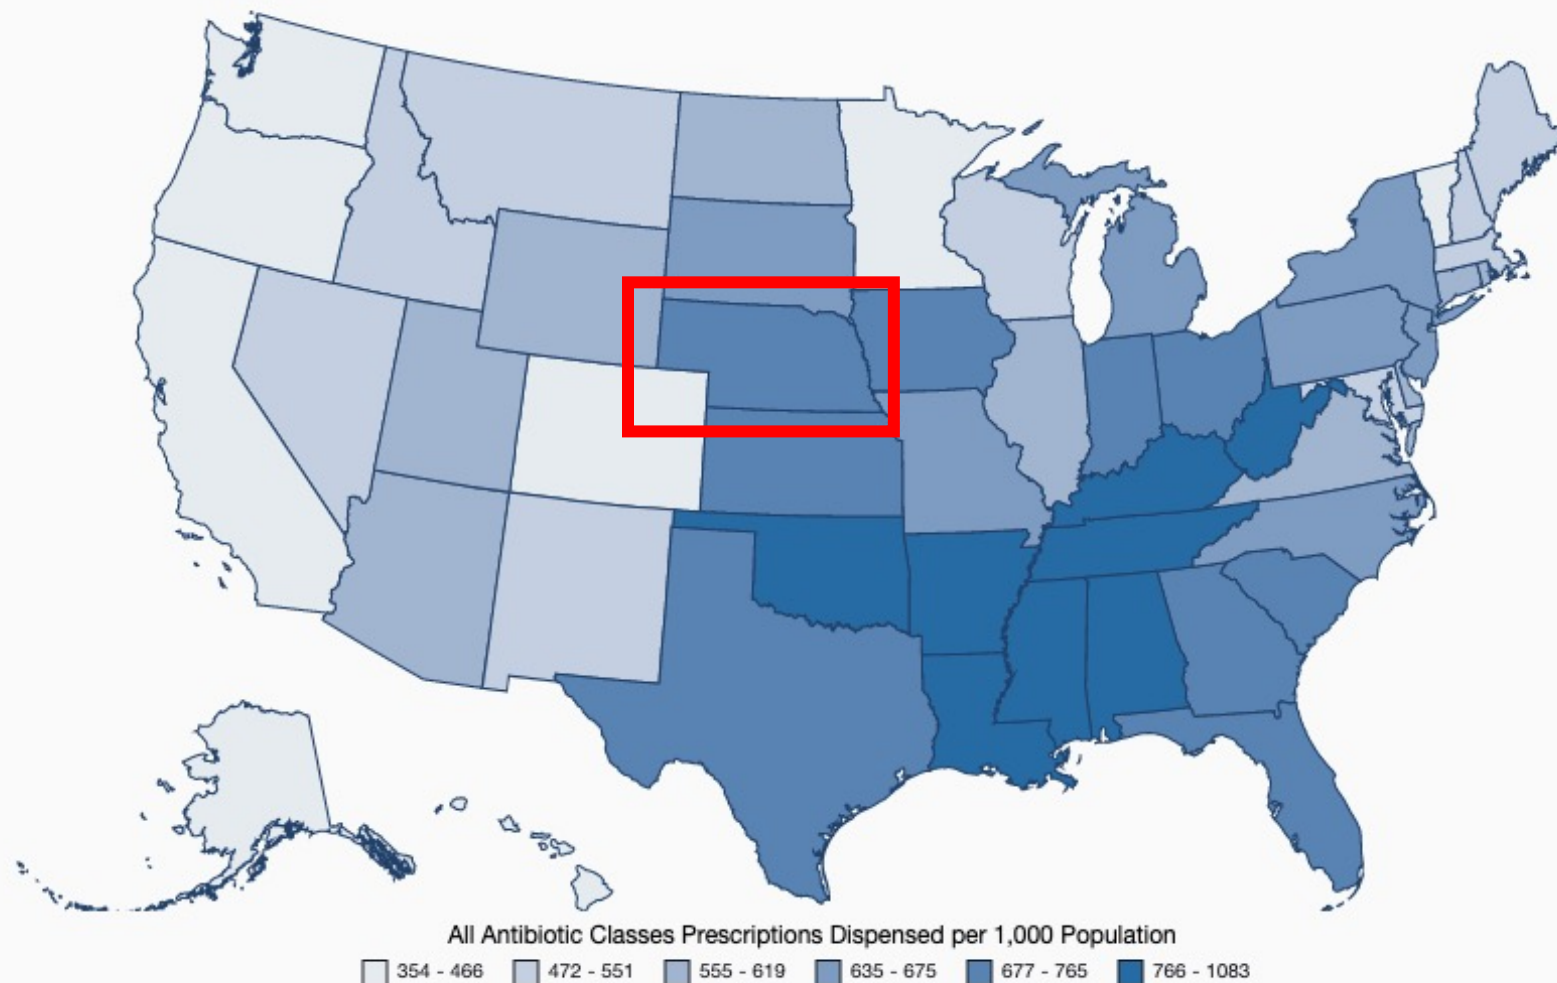 All Antibiotic Classes Prescriptions Dispensed per 1,000 Population
354 - 466 472 - 551 555 - 619 635 - 675 677 - 765 766 - 1083